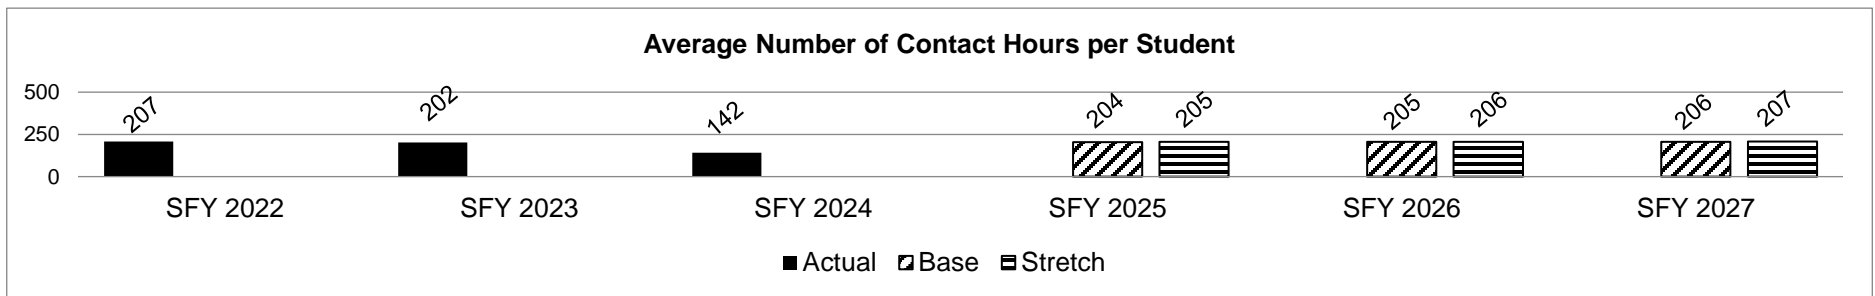 Average Number of Contact Hours per Student
500
250
0
207
202
142
204
205
205
206
206
207
SFY 2022
SFY 2023
SFY 2024
SFY 2025
SFY 2026
SFY 2027
Actual
Base
Stretch